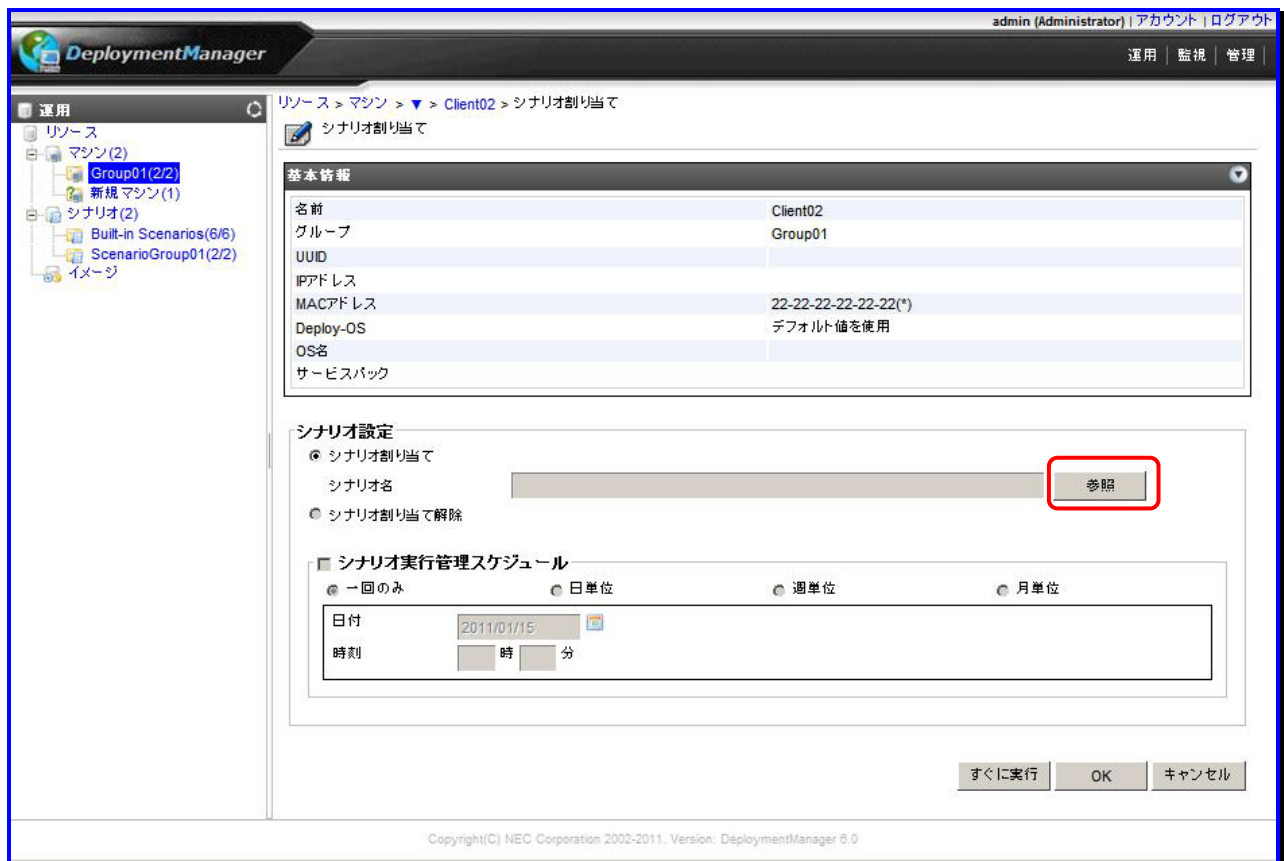 admin (Administrator) | アカウント | ログアウト
DeploymentManager
運用 | 監視 | 管理
運用
リソース
マシン(2)
Group01(2/2)
新規マシン(1)
シナリオ(2)
Built-in Scenarios(6/6)
ScenarioGroup01(2/2)
イメージ
リソース > マシン > ▼ > Client02 > シナリオ割り当て
シナリオ割り当て
基本情報
名前 Client02
グループ Group01
UUID
IPアドレス
MACアドレス 22-22-22-22-22-22(*)
Deploy-OS デフォルト値を使用
OS名
サービスパック
シナリオ設定
シナリオ割り当て
シナリオ名 参照
シナリオ割り当て解除
シナリオ実行管理スケジュール
一回のみ 日単位 週単位 月単位
日付 2011/01/15
時刻 時 分
すぐに実行 OK キャンセル
Copyright(C) NEC Corporation 2002-2011. Version: DeploymentManager 6.0